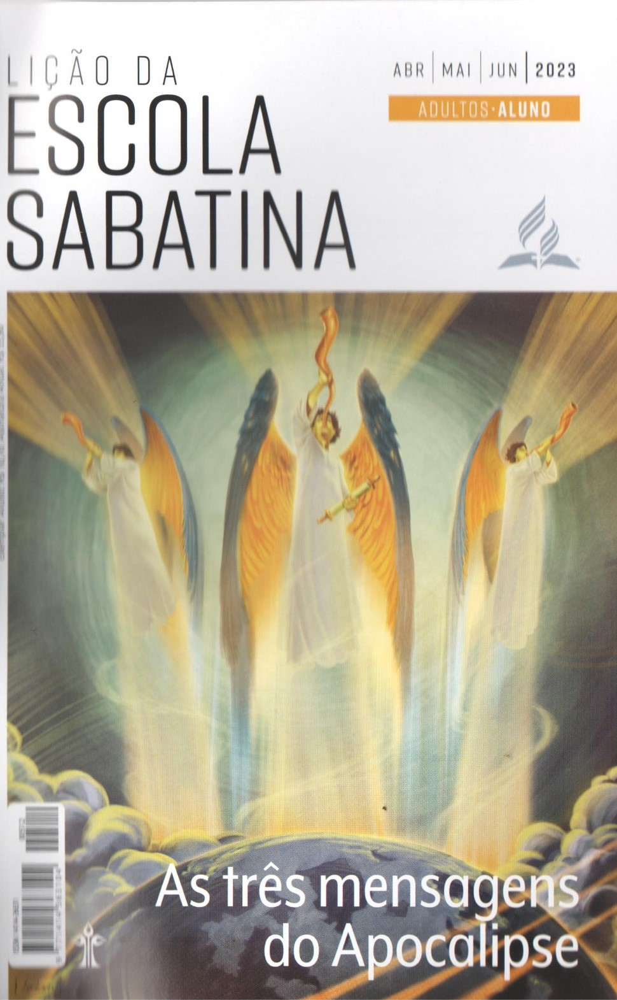 LIÇÃO DA
ESCOLA
SABATINA
ABR | MAI | JUN | 2023
ADULTOS·ALUNO
As três mensagens
do Apocalipse